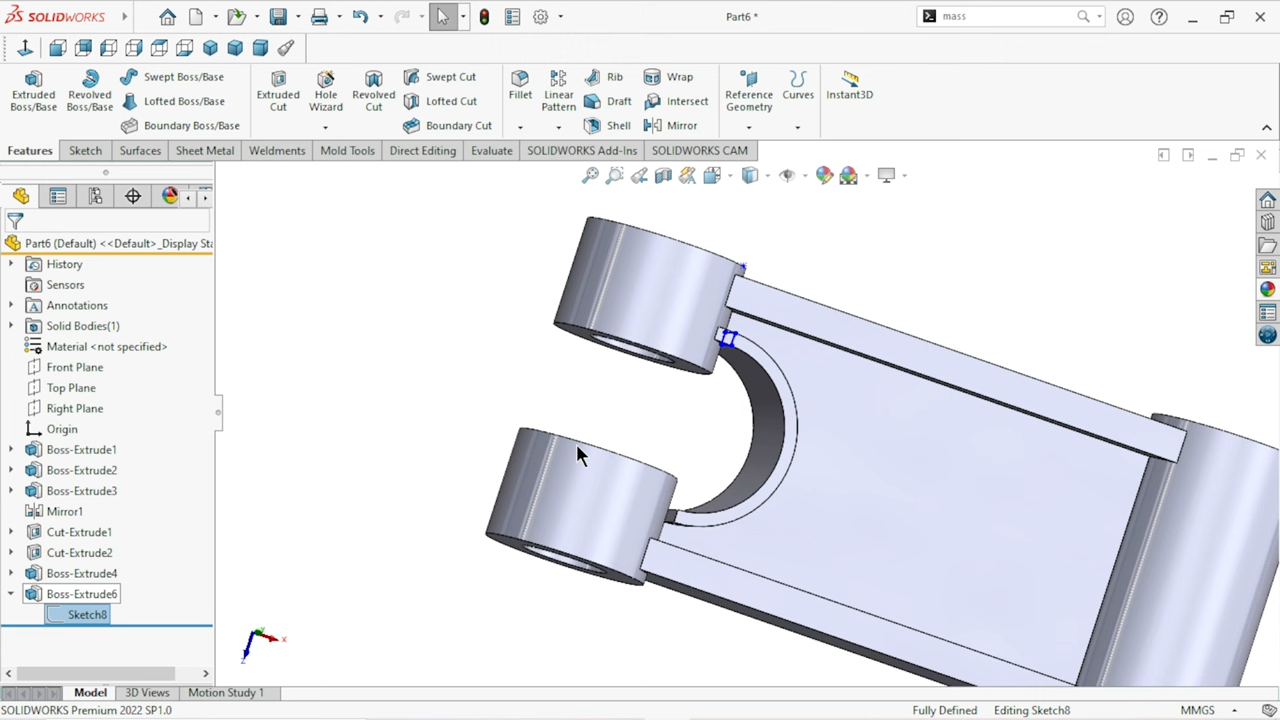 SOLIDWORKS
Part6 *
mass
Extruded Boss/Base
Revolved Boss/Base
Swept Boss/Base
Lofted Boss/Base
Boundary Boss/Base
Extruded Cut
Hole Wizard
Revolved Cut
Swept Cut
Lofted Cut
Boundary Cut
Fillet
Linear Pattern
Rib
Draft
Shell
Wrap
Intersect
Mirror
Reference Geometry
Curves
Instant3D
Features
Sketch
Surfaces
Sheet Metal
Weldments
Mold Tools
Direct Editing
Evaluate
SOLIDWORKS Add-Ins
SOLIDWORKS CAM
Part6 (Default) <<Default>_Display Sta
History
Sensors
Annotations
Solid Bodies(1)
Material <not specified>
Front Plane
Top Plane
Right Plane
Origin
Boss-Extrude1
Boss-Extrude2
Boss-Extrude3
Mirror1
Cut-Extrude1
Cut-Extrude2
Boss-Extrude4
Boss-Extrude6
Sketch8
x
z
Model
3D Views
Motion Study 1
SOLIDWORKS Premium 2022 SP1.0
Fully Defined
Editing Sketch8
MMGS